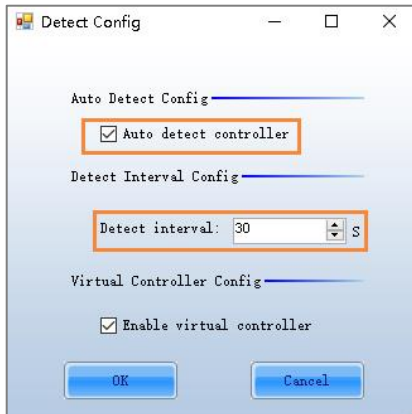 Detect Config
Auto Detect Config
Auto detect controller
Detect Interval Config
Detect interval: 30 S
Virtual Controller Config
Enable virtual controller
OK Cancel